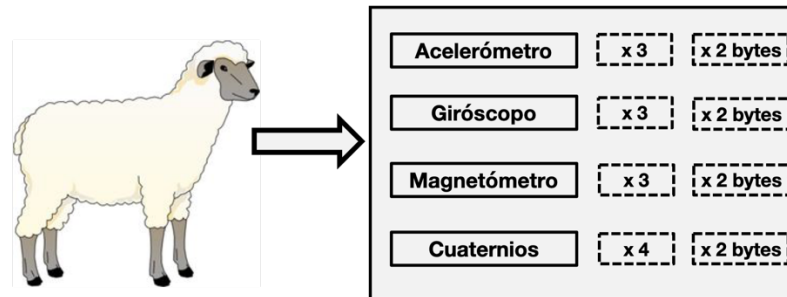 Acelerómetro x 3 x 2 bytes
Giróscopo x 3 x 2 bytes
Magnetómetro x 3 x 2 bytes
Cuaternios x 4 x 2 bytes